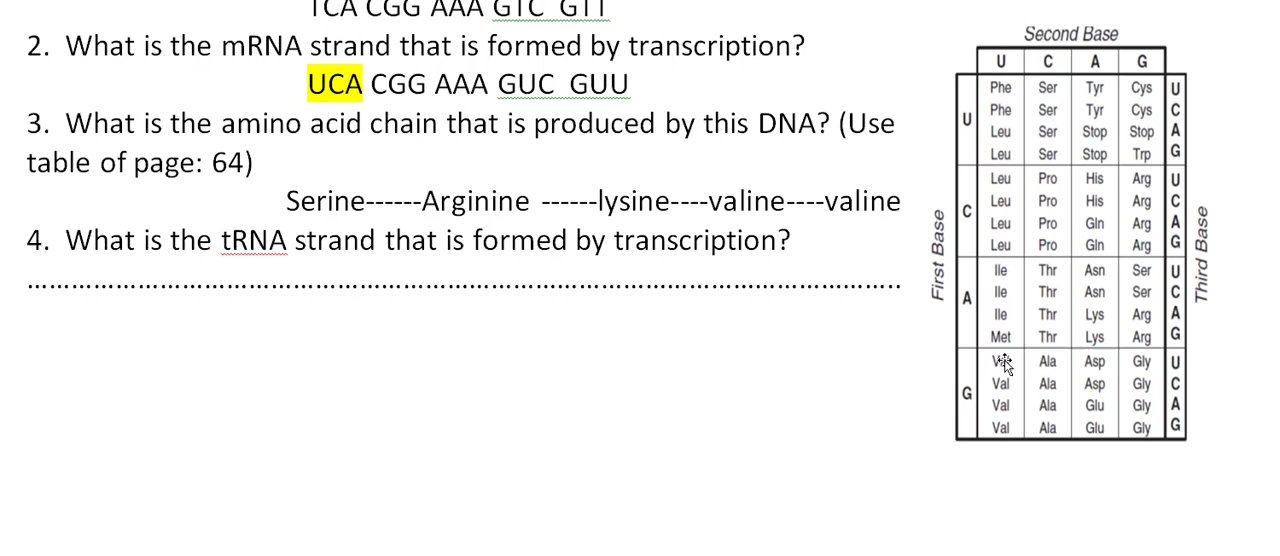 TCA CGG AAA GTC GTT
2. What is the mRNA strand that is formed by transcription?
UCA CGG AAA GUC GUU
3. What is the amino acid chain that is produced by this DNA? (Use
table of page: 64)
Serine------Arginine ------lysine----valine----valine
4. What is the tRNA strand that is formed by transcription?
................................................................................
Second Base
U C A G
First Base
Third Base
U
Phe Ser Tyr Cys U
Phe Ser Tyr Cys C
Leu Ser Stop Stop A
Leu Ser Stop Trp G
C
Leu Pro His Arg U
Leu Pro His Arg C
Leu Pro Gln Arg A
Leu Pro Gln Arg G
A
Ile Thr Asn Ser U
Ile Thr Asn Ser C
Ile Thr Lys Arg A
Met Thr Lys Arg G
G
Ala Asp Gly U
Val Ala Asp Gly C
Val Ala Glu Gly A
Val Ala Glu Gly G